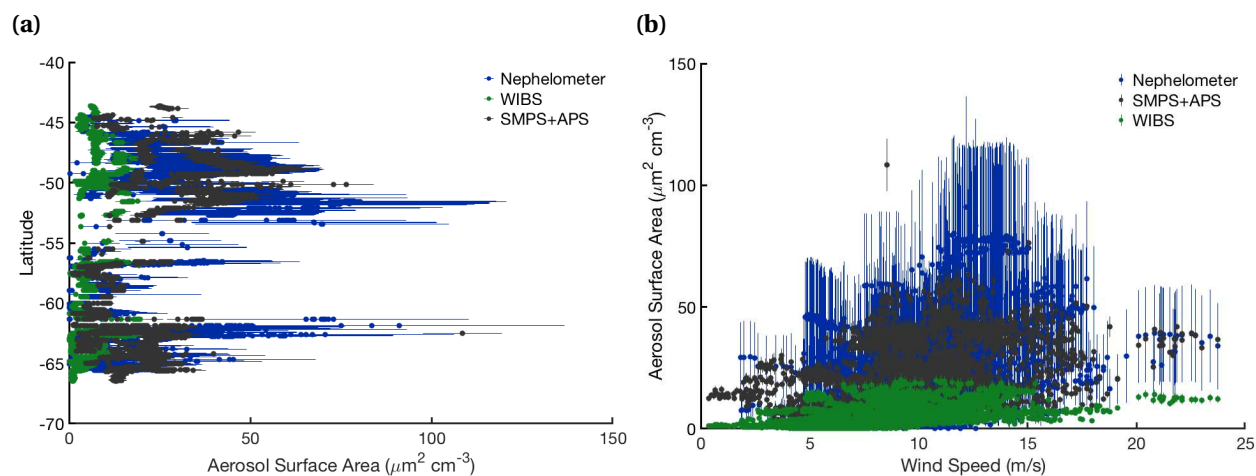 (a)
-40
-45
-50
-55
-60
-65
-70
Latitude
Nephelometer
WIBS
SMPS+APS
0
50
100
150
Aerosol Surface Area (μm² cm⁻³)
(b)
150
100
50
0
Aerosol Surface Area (μm² cm⁻³)
Nephelometer
SMPS+APS
WIBS
5
10
15
20
25
Wind Speed (m/s)